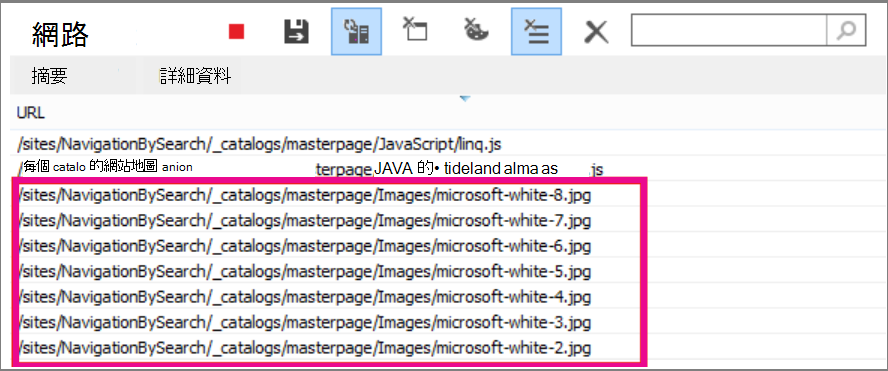 網路
摘要 詳細資料
URL
/sites/NavigationBySearch/_catalogs/masterpage/JavaScript/linq.js
/每個 catalo 的網站地圖 anion terpage JAVA 的• tideland alma as .js
/sites/NavigationBySearch/_catalogs/masterpage/Images/microsoft-white-8.jpg
/sites/NavigationBySearch/_catalogs/masterpage/Images/microsoft-white-7.jpg
/sites/NavigationBySearch/_catalogs/masterpage/Images/microsoft-white-6.jpg
/sites/NavigationBySearch/_catalogs/masterpage/Images/microsoft-white-5.jpg
/sites/NavigationBySearch/_catalogs/masterpage/Images/microsoft-white-4.jpg
/sites/NavigationBySearch/_catalogs/masterpage/Images/microsoft-white-3.jpg
/sites/NavigationBySearch/_catalogs/masterpage/Images/microsoft-white-2.jpg